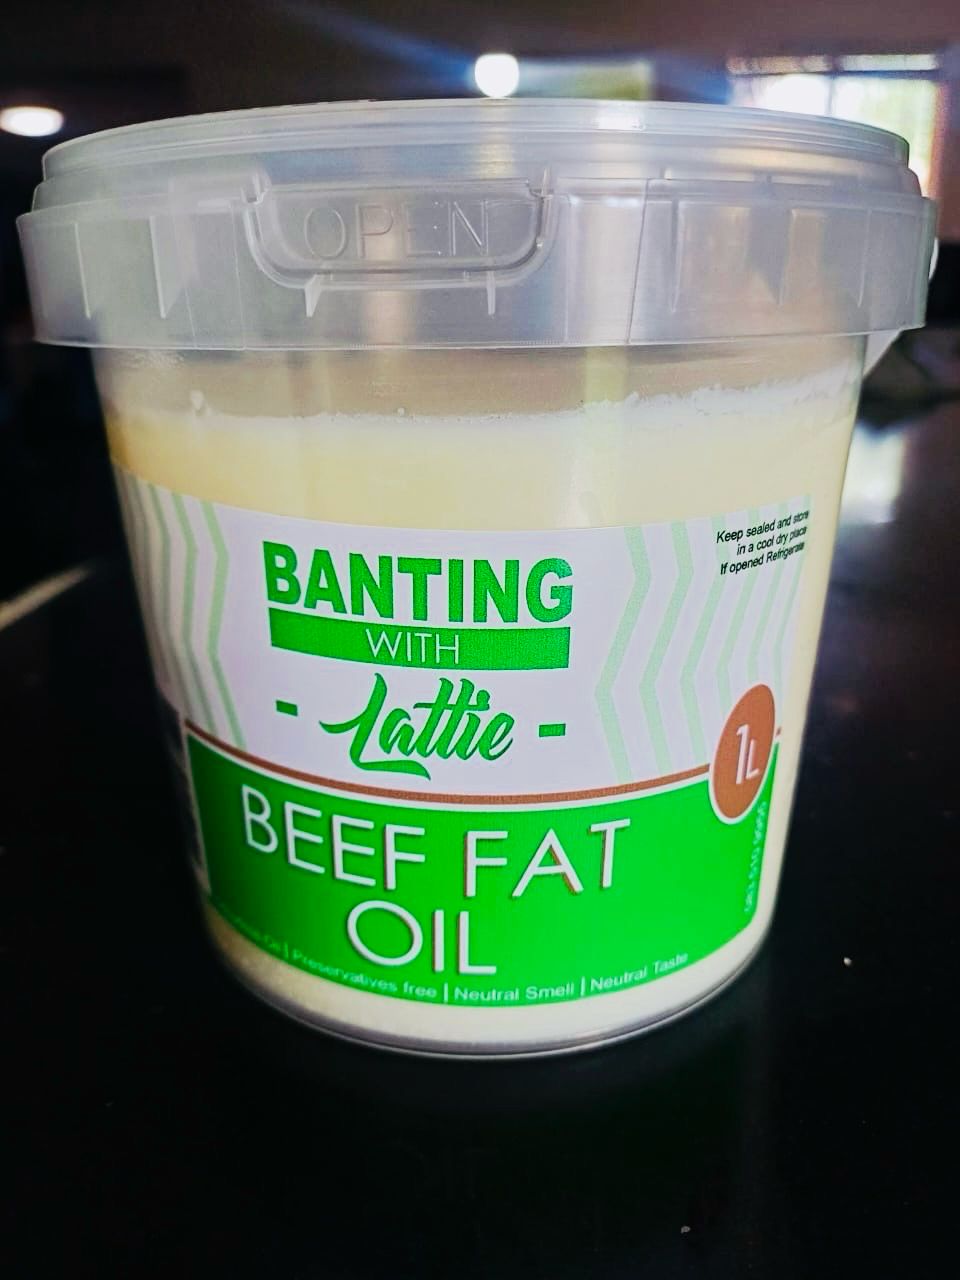 OPEN
Keep sealed and store
in a cool dry place
If opened Refrigerate
BANTING
WITH
- Lattie -
1L
BEEF FAT
OIL
Oil | Preservatives free | Neutral Smell | Neutral Taste